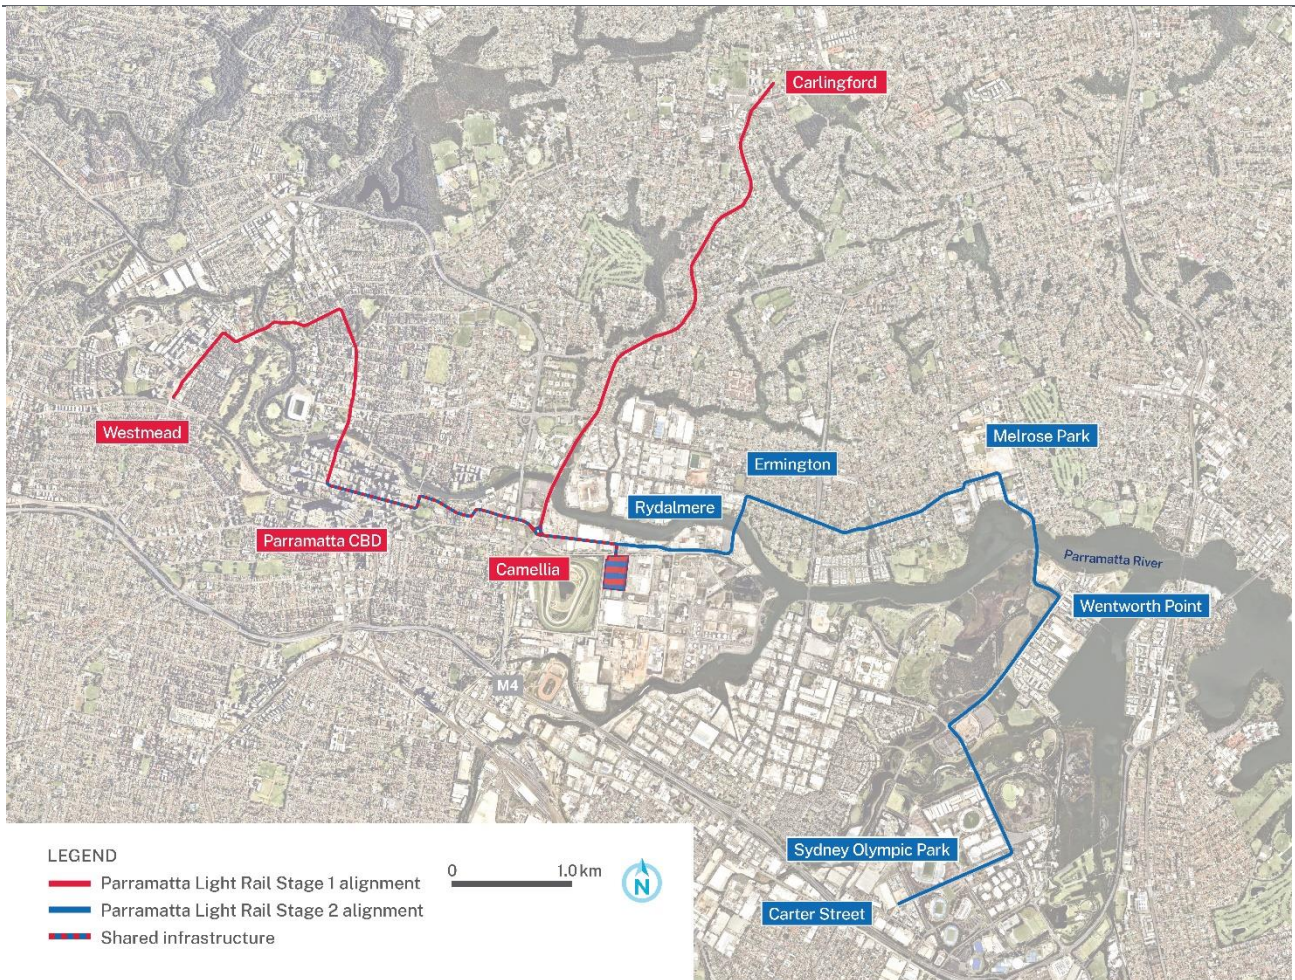 Carlingford
Westmead
Melrose Park
Ermington
Rydalmere
Parramatta CBD
Camellia
Parramatta River
Wentworth Point
M4
Sydney Olympic Park
Carter Street
LEGEND
Parramatta Light Rail Stage 1 alignment
Parramatta Light Rail Stage 2 alignment
Shared infrastructure
0 1.0 km
N